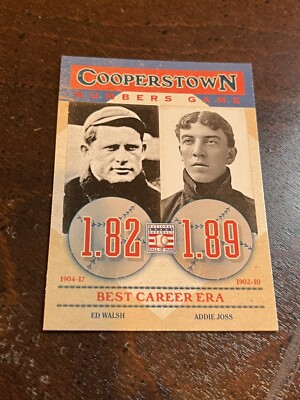 COOPERSTOWN
NUMBERS GAME
1.82
1.89
1904-17
1902-10
BEST CAREER ERA
ED WALSH
ADDIE JOSS